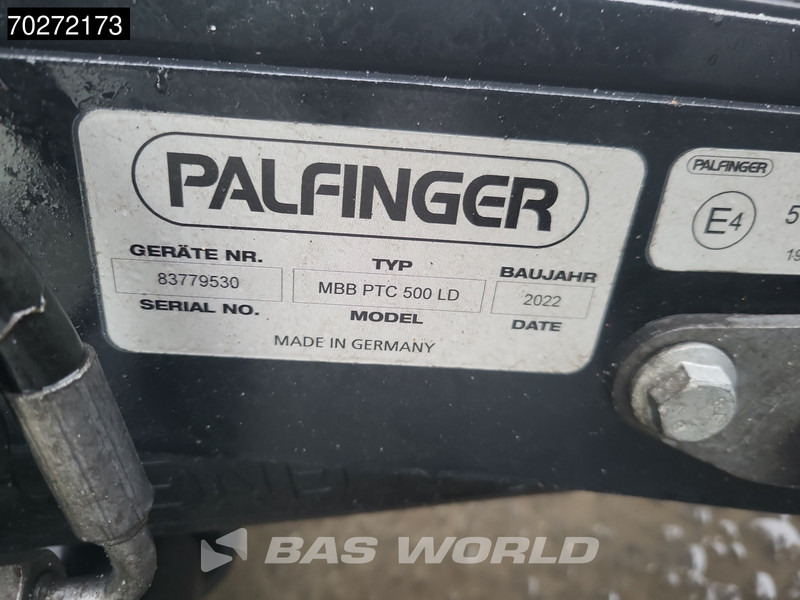 70272173
PALFINGER
GERÄTE NR.
83779530
SERIAL NO.
TYP
MBB PTC 500 LD
MODEL
BAUJAHR
2022
DATE
MADE IN GERMANY
PALFINGER
E4
BAS WORLD